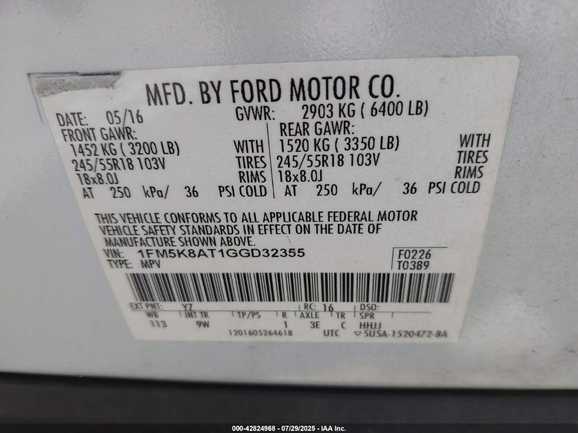 MFD. BY FORD MOTOR CO.
DATE: 05/16 GVWR: 2903 KG ( 6400 LB)
FRONT GAWR: REAR GAWR:
1452 KG ( 3200 LB) WITH 1520 KG ( 3350 LB) WITH
245/55R18 103V TIRES 245/55R18 103V TIRES
18x8.0J RIMS 18x8.0J RIMS
AT 250 kPa/ 36 PSI COLD AT 250 kPa/ 36 PSI COLD
THIS VEHICLE CONFORMS TO ALL APPLICABLE FEDERAL MOTOR
VEHICLE SAFETY STANDARDS IN EFFECT ON THE DATE OF
MANUFACTURE SHOWN ABOVE.
VIN: 1FM5K8AT1GGD32355 F0226
TYPE: MPV T0389
EXT PNT: YZ RC: 16 DSO:
WB INT TR TP/PS R AXLE TR SPR
113 9W 1 3E C HHJJ
1201605264618 UTC 5USA-1520472-BA
000-42824968 | 07/29/2025 | IAA Inc.